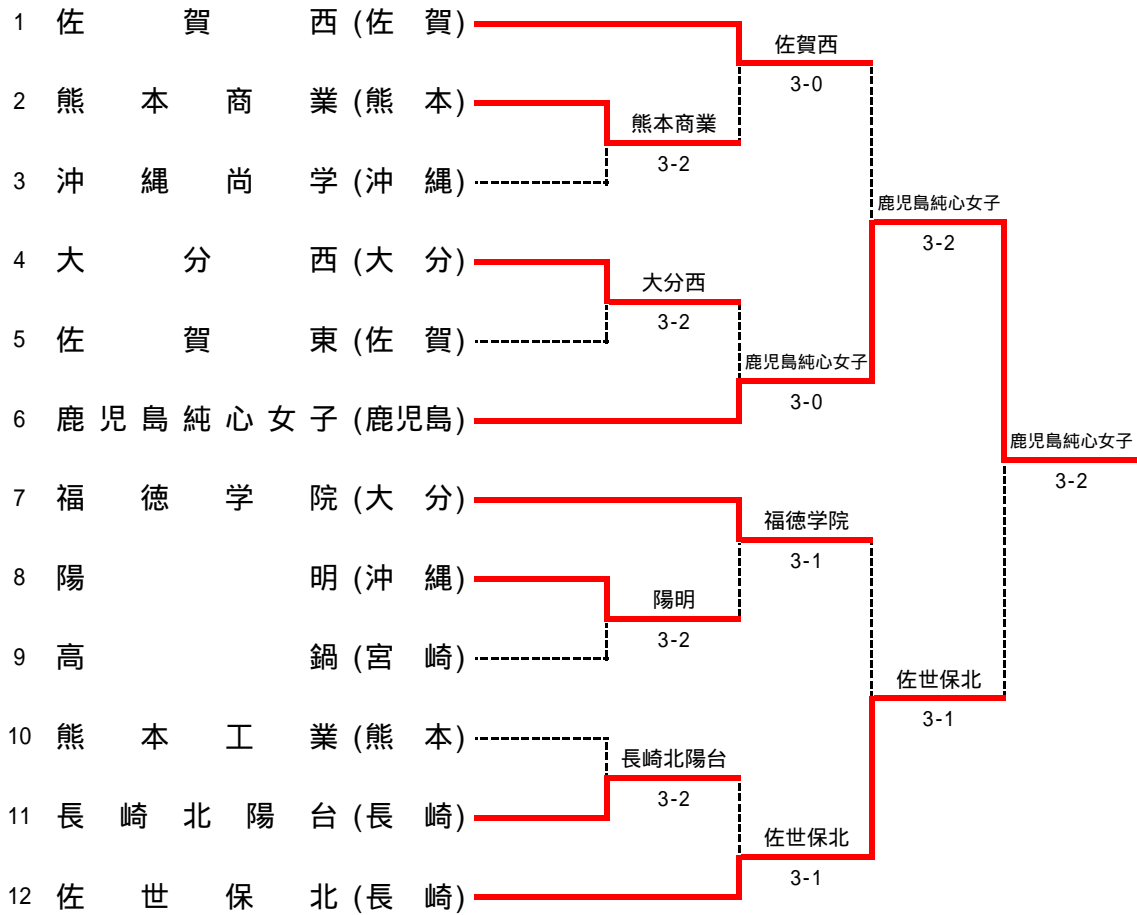 1 佐賀西(佐賀)
佐賀西
3-0
2 熊本商業(熊本)
熊本商業
3-2
3 沖縄尚学(沖縄)
鹿児島純心女子
3-2
4 大分西(大分)
大分西
3-2
5 佐賀東(佐賀)
鹿児島純心女子
3-0
6 鹿児島純心女子(鹿児島)
鹿児島純心女子
3-2
7 福徳学院(大分)
福徳学院
3-1
8 陽明(沖縄)
陽明
3-2
9 高鍋(宮崎)
佐世保北
3-1
10 熊本工業(熊本)
長崎北陽台
3-2
11 長崎北陽台(長崎)
佐世保北
3-1
12 佐世保北(長崎)